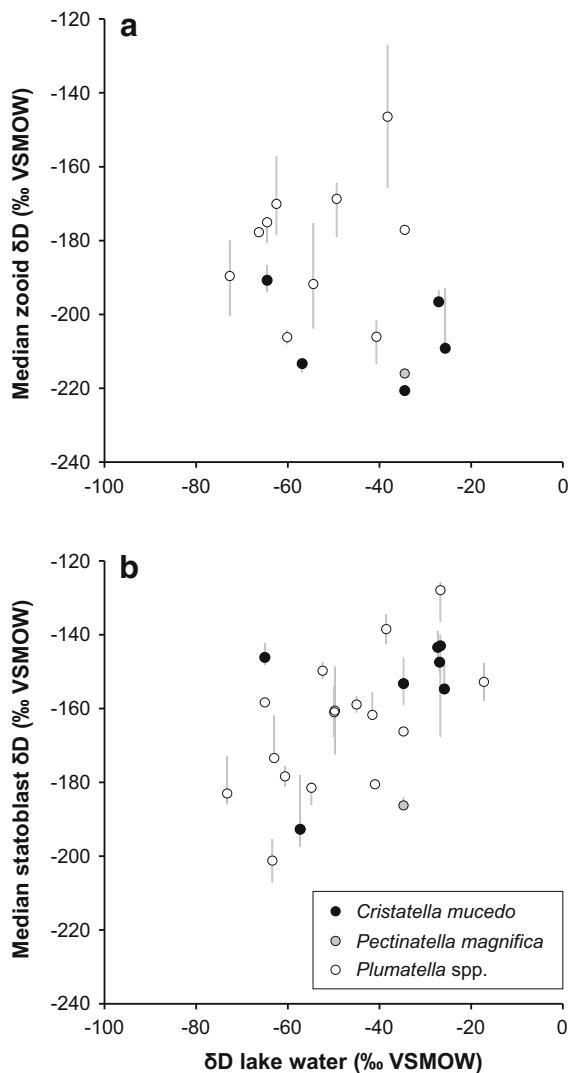 a
Median zooid δD (‰ VSMOW)
-120
-140
-160
-180
-200
-220
-240
-100 -80 -60 -40 -20 0
b
Median statoblast δD (‰ VSMOW)
-120
-140
-160
-180
-200
-220
-240
Cristatella mucedo
Pectinatella magnifica
Plumatella spp.
-100 -80 -60 -40 -20 0
δD lake water (‰ VSMOW)